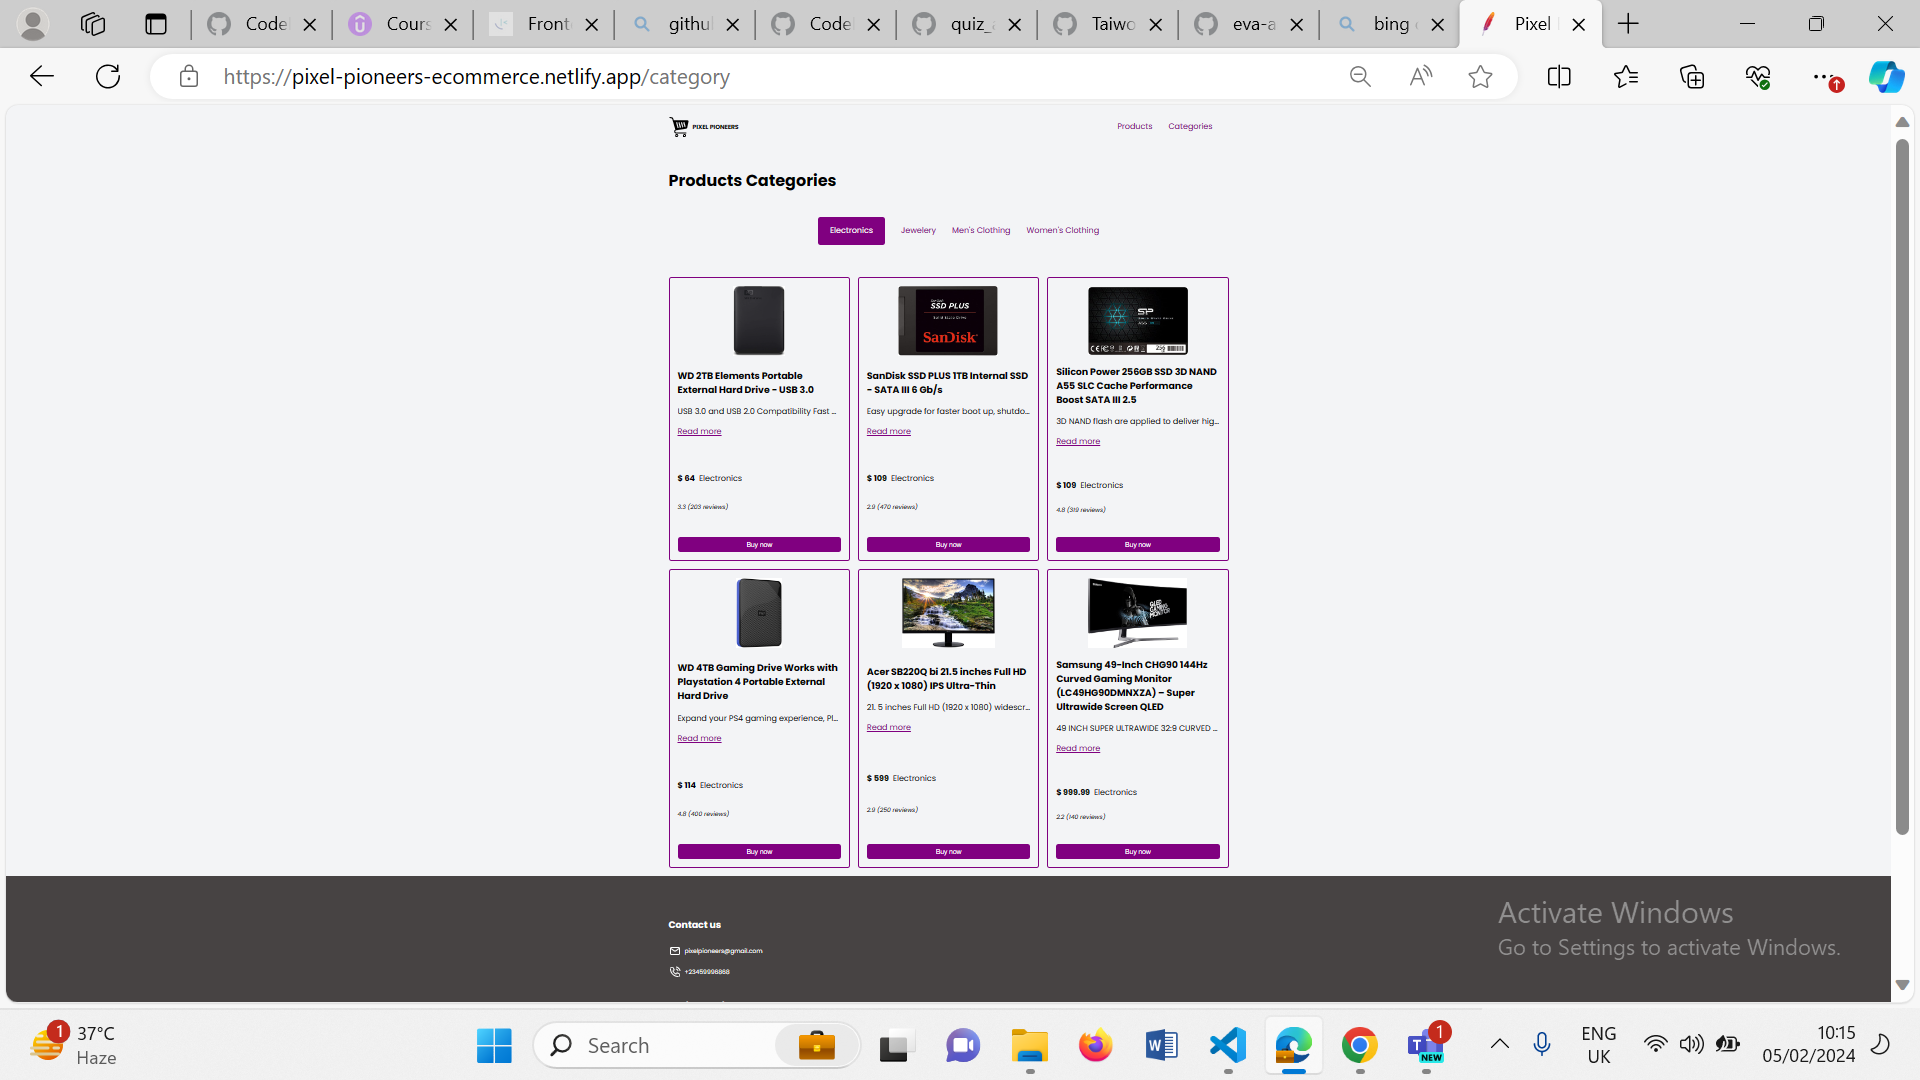 Code
Cours
Front
githu
Code
quiz_
Taiwo
eva-a
bing
Pixel
https://pixel-pioneers-ecommerce.netlify.app/category
PIXEL PIONEERS
Products
Categories
Products Categories
Electronics
Jewelery
Men's Clothing
Women's Clothing
SSD PLUS
SanDisk
SP
WD 2TB Elements Portable
External Hard Drive - USB 3.0
USB 3.0 and USB 2.0 Compatibility Fast ...
Read more
$ 64 Electronics
3.3 (203 reviews)
Buy now
SanDisk SSD PLUS 1TB Internal SSD
- SATA III 6 Gb/s
Easy upgrade for faster boot up, shutdo...
Read more
$ 109 Electronics
2.9 (470 reviews)
Buy now
Silicon Power 256GB SSD 3D NAND
A55 SLC Cache Performance
Boost SATA III 2.5
3D NAND flash are applied to deliver hig...
Read more
$ 109 Electronics
4.8 (319 reviews)
Buy now
WD 4TB Gaming Drive Works with
Playstation 4 Portable External
Hard Drive
Expand your PS4 gaming experience, Pl...
Read more
$ 114 Electronics
4.8 (400 reviews)
Buy now
Acer SB220Q bi 21.5 inches Full HD
(1920 x 1080) IPS Ultra-Thin
21. 5 inches Full HD (1920 x 1080) widescr...
Read more
$ 599 Electronics
2.9 (250 reviews)
Buy now
QLED
GAMING
MONITOR
Samsung 49-Inch CHG90 144Hz
Curved Gaming Monitor
(LC49HG90DMNXZA) – Super
Ultrawide Screen QLED
49 INCH SUPER ULTRAWIDE 32:9 CURVED ...
Read more
$ 999.99 Electronics
2.2 (140 reviews)
Buy now
Contact us
pixelpioneers@gmail.com
+23459996868
Activate Windows
Go to Settings to activate Windows.
1
37°C
Haze
Search
1
NEW
ENG
UK
10:15
05/02/2024